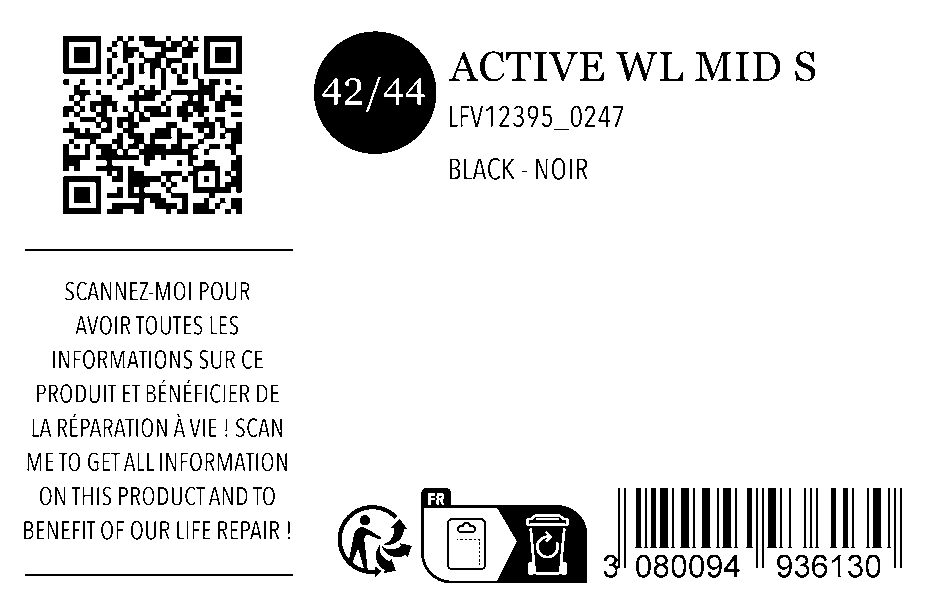 42/44
ACTIVE WL MID S
LFV12395_0247
BLACK - NOIR
SCANNEZ-MOI POUR
AVOIR TOUTES LES
INFORMATIONS SUR CE
PRODUIT ET BÉNÉFICIER DE
LA RÉPARATION À VIE ! SCAN
ME TO GET ALL INFORMATION
ON THIS PRODUCT AND TO
BENEFIT OF OUR LIFE REPAIR !
FR
3 080094 936130